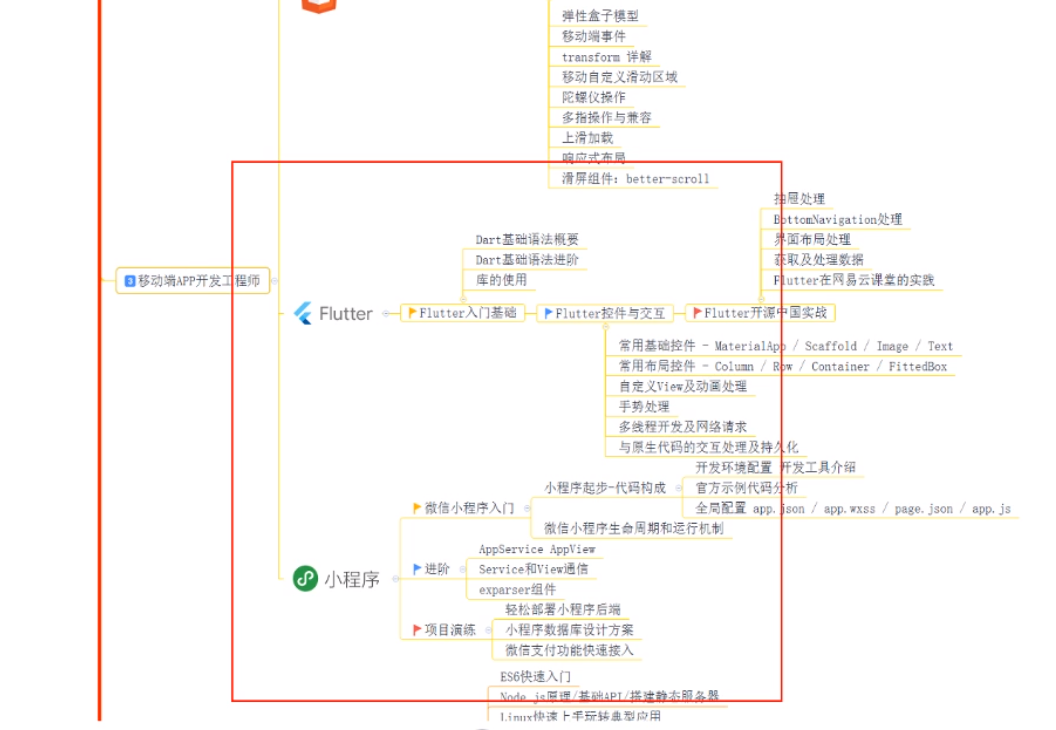 弹性盒子模型
移动端事件
transform 详解
移动自定义滑动区域
陀螺仪操作
多指操作与兼容
上滑加载
响应式布局
滑屏组件: better-scroll
抽屉处理
BottomNavigation处理
界面布局处理
获取及处理数据
Flutter在网易云课堂的实践
Dart基础语法概要
Dart基础语法进阶
库的使用
3 移动端APP开发工程师
Flutter
Flutter入门基础
Flutter控件与交互
Flutter开源中国实战
常用基础控件 - MaterialApp / Scaffold / Image / Text
常用布局控件 - Column / Row / Container / FittedBox
自定义View及动画处理
手势处理
多线程开发及网络请求
与原生代码的交互处理及持久化
开发环境配置 开发工具介绍
小程序起步-代码构成
官方示例代码分析
全局配置 app.json / app.wxss / page.json / app.js
微信小程序入门
微信小程序生命周期和运行机制
小程序
AppService AppView
进阶
Service和View通信
exparser组件
轻松部署小程序后端
项目演练
小程序数据库设计方案
微信支付功能快速接入
ES6快速入门
Node.js原理/基础API/搭建静态服务器
Linux快速上手玩转典型应用